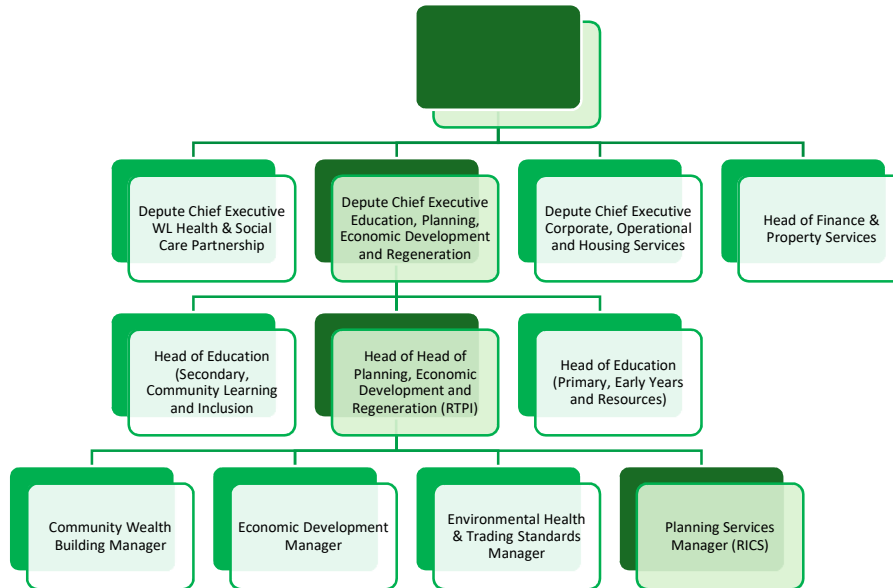 Depute Chief Executive
WL Health & Social
Care Partnership
Depute Chief Executive
Education, Planning,
Economic Development
and Regeneration
Depute Chief Executive
Corporate, Operational
and Housing Services
Head of Finance &
Property Services
Head of Education
(Secondary,
Community Learning
and Inclusion
Head of Head of
Planning, Economic
Development and
Regeneration (RTPI)
Head of Education
(Primary, Early Years
and Resources)
Community Wealth
Building Manager
Economic Development
Manager
Environmental Health
& Trading Standards
Manager
Planning Services
Manager (RICS)